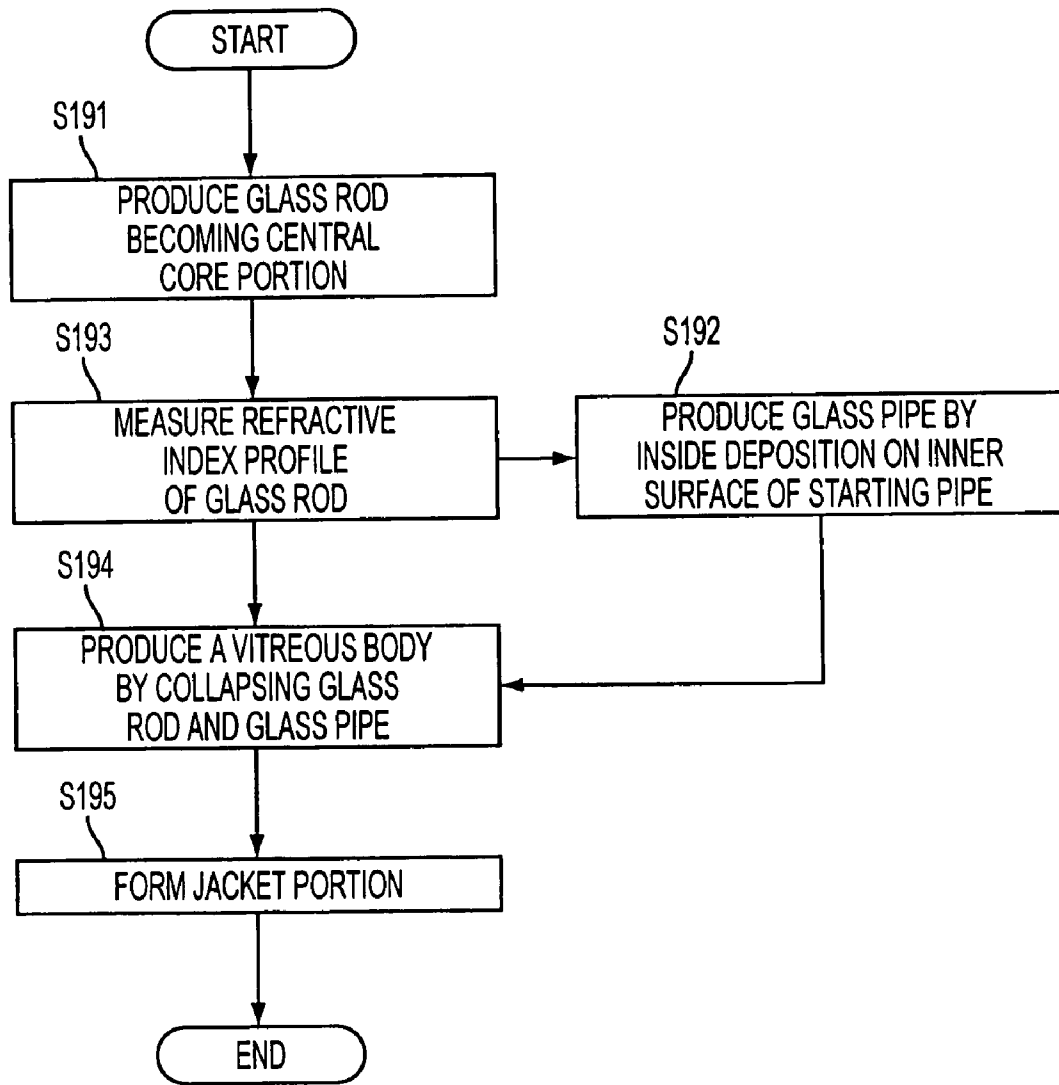 START
S191
PRODUCE GLASS ROD
BECOMING CENTRAL
CORE PORTION
S193
MEASURE REFRACTIVE
INDEX PROFILE
OF GLASS ROD
S192
PRODUCE GLASS PIPE BY
INSIDE DEPOSITION ON INNER
SURFACE OF STARTING PIPE
S194
PRODUCE A VITREOUS BODY
BY COLLAPSING GLASS
ROD AND GLASS PIPE
S195
FORM JACKET PORTION
END